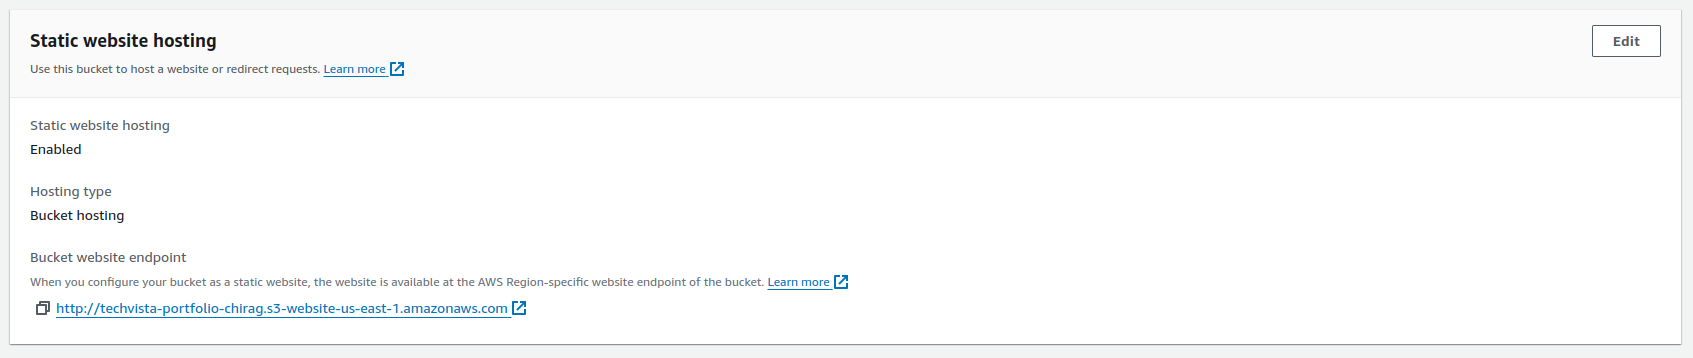 Static website hosting
Edit
Use this bucket to host a website or redirect requests. Learn more
Static website hosting
Enabled
Hosting type
Bucket hosting
Bucket website endpoint
When you configure your bucket as a static website, the website is available at the AWS Region-specific website endpoint of the bucket. Learn more
http://techvista-portfolio-chirag.s3-website-us-east-1.amazonaws.com